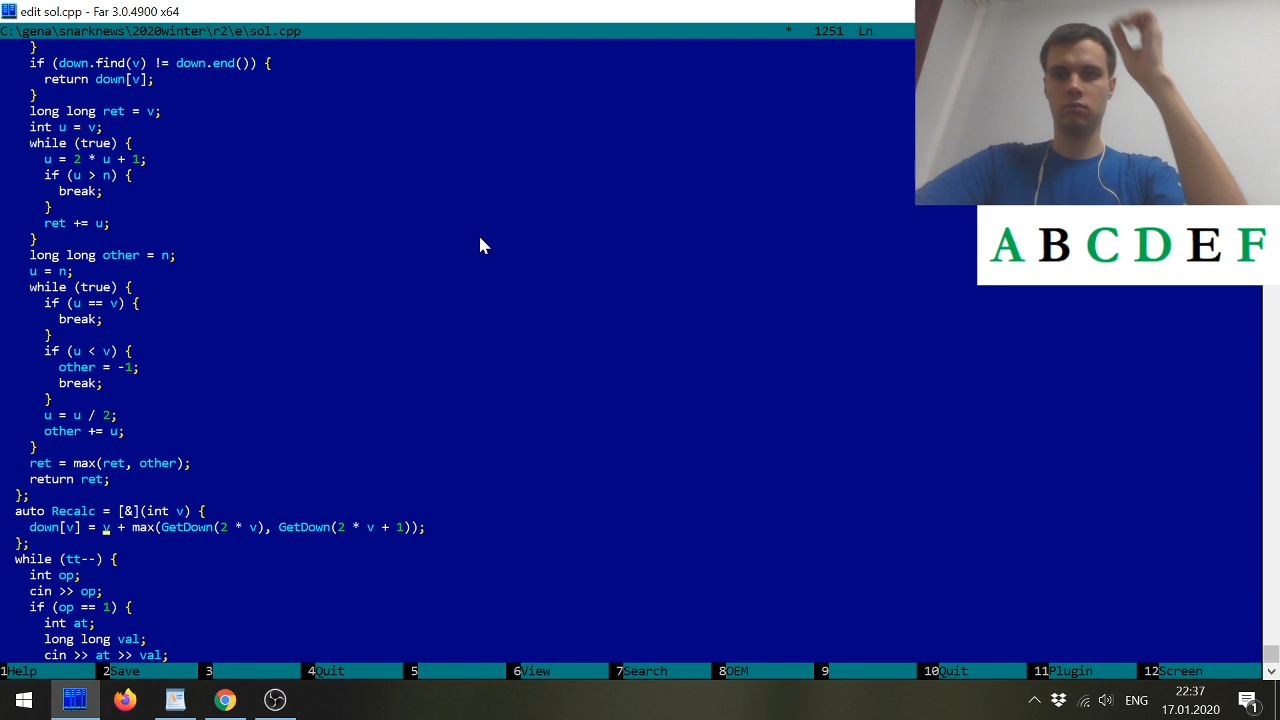 edit sol.cpp - Far 3.0.4900 x64
C:\gena\snarknews\2020winter\r2\e\sol.cpp * 1251 Ln
}
if (down.find(v) != down.end()) {
return down[v];
}
long long ret = v;
int u = v;
while (true) {
u = 2 * u + 1;
if (u > n) {
break;
}
ret += u;
}
long long other = n;
u = n;
while (true) {
if (u == v) {
break;
}
if (u < v) {
other = -1;
break;
}
u = u / 2;
other += u;
}
ret = max(ret, other);
return ret;
};
auto Recalc = [&](int v) {
down[v] = v + max(GetDown(2 * v), GetDown(2 * v + 1));
};
while (tt--) {
int op;
cin >> op;
if (op == 1) {
int at;
long long val;
cin >> at >> val;
A B C D E F
1Help 2Save 3 4Quit 5 6View 7Search 8OEM 9 10Quit 11Plugin 12Screen
ENG
22:37
17.01.2020
1